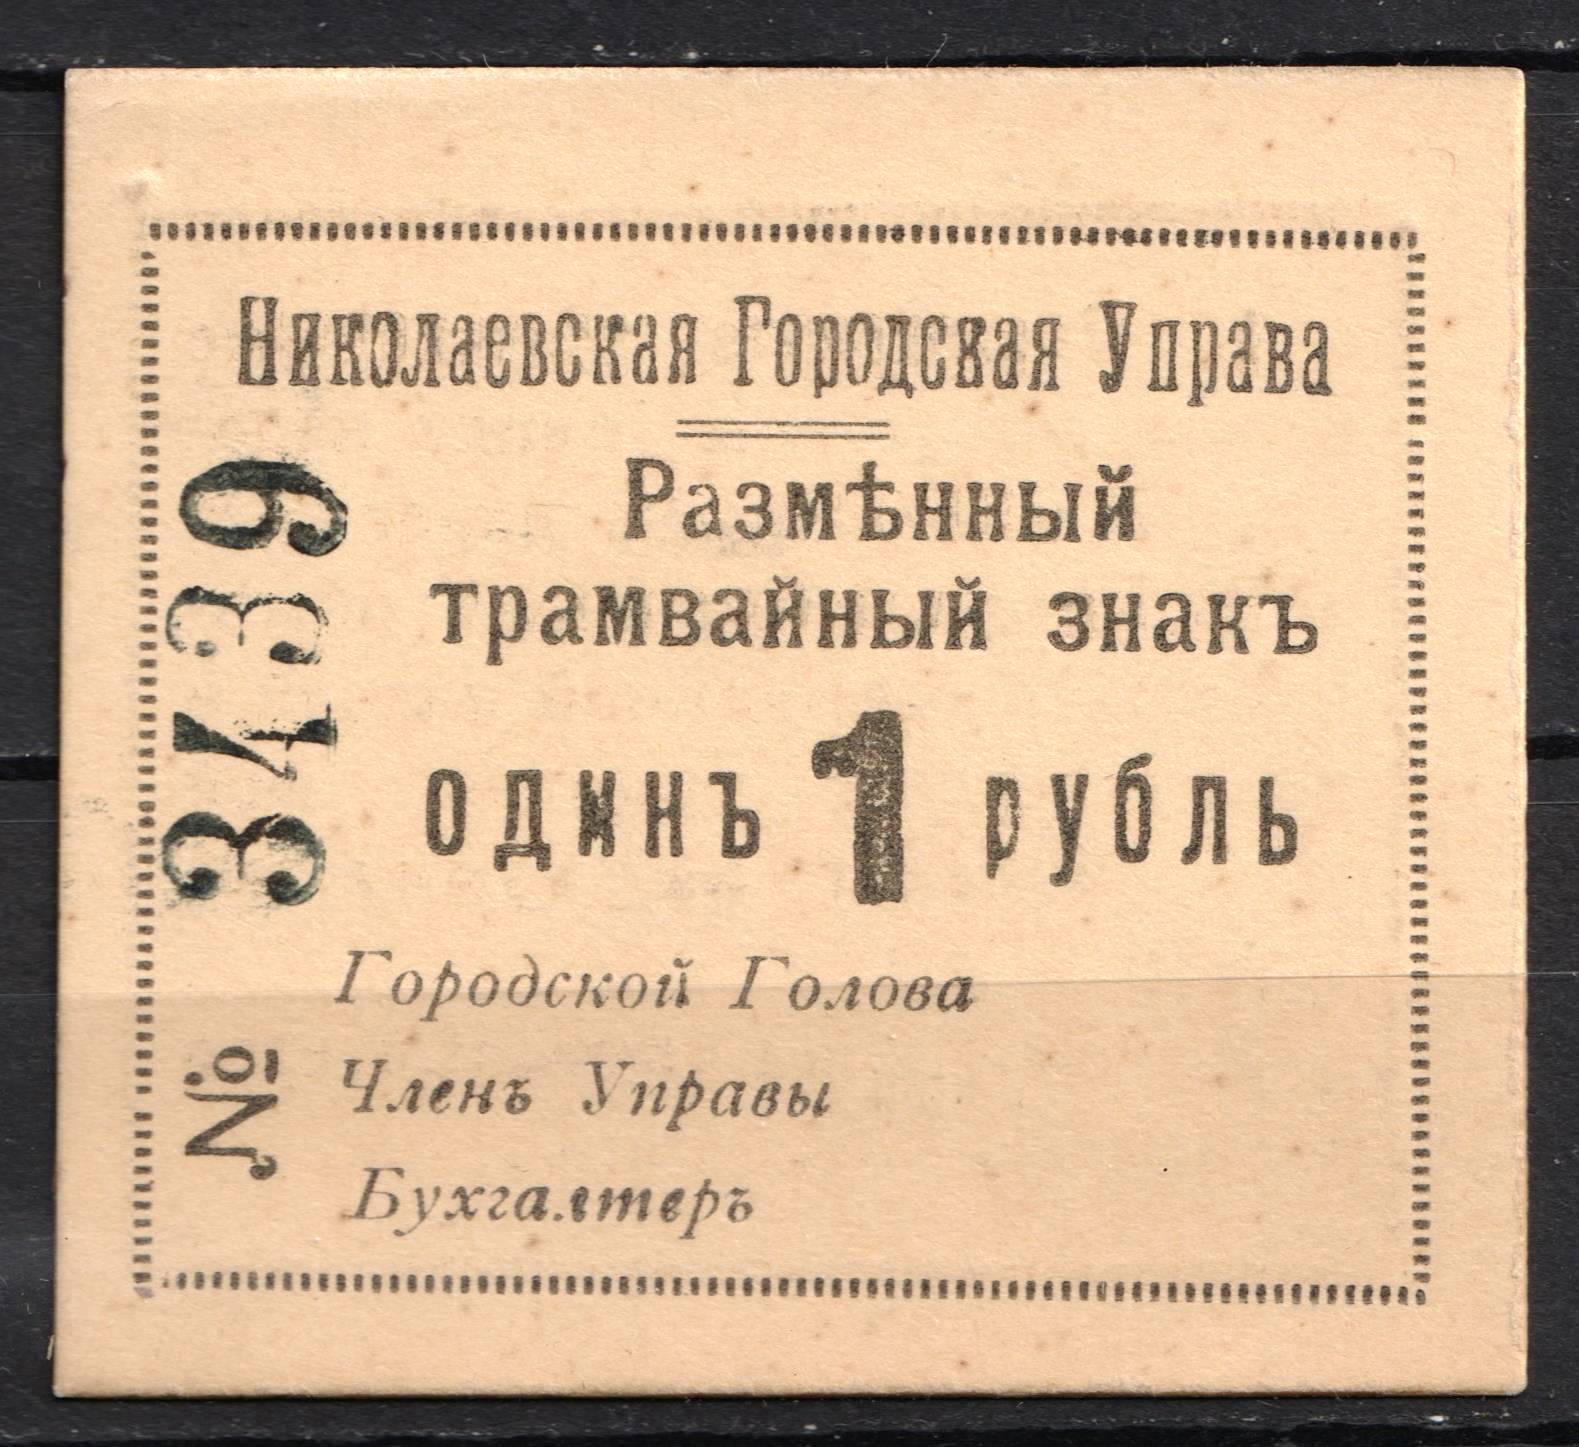 Николаевская Городская Управа
Размѣнный
трамвайный знакъ
одинъ 1 рубль
Городской Голова
Членъ Управы
Бухгалтеръ
№ 3439